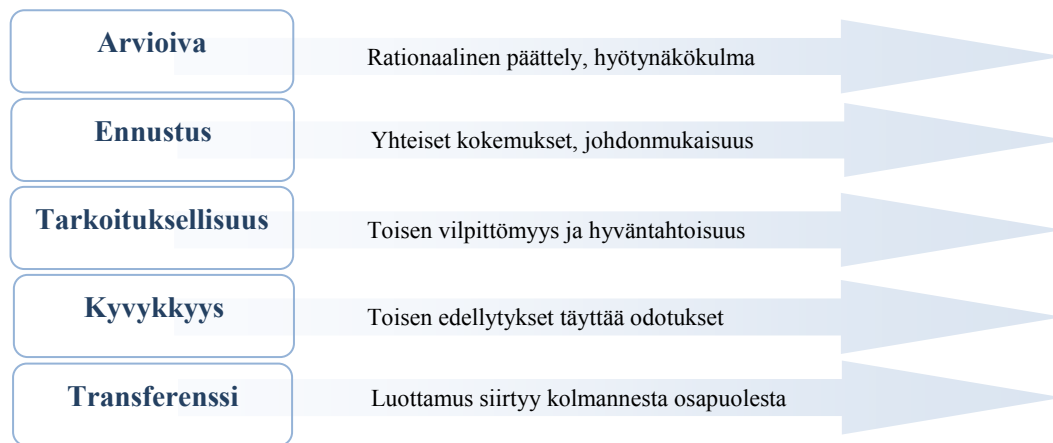 Arvioiva
Rationaalinen päättely, hyötynäkökulma
Ennustus
Yhteiset kokemukset, johdonmukaisuus
Tarkoituksellisuus
Toisen vilpittömyys ja hyväntahtoisuus
Kyvykkyys
Toisen edellytykset täyttää odotukset
Transferenssi
Luottamus siirtyy kolmannesta osapuolesta